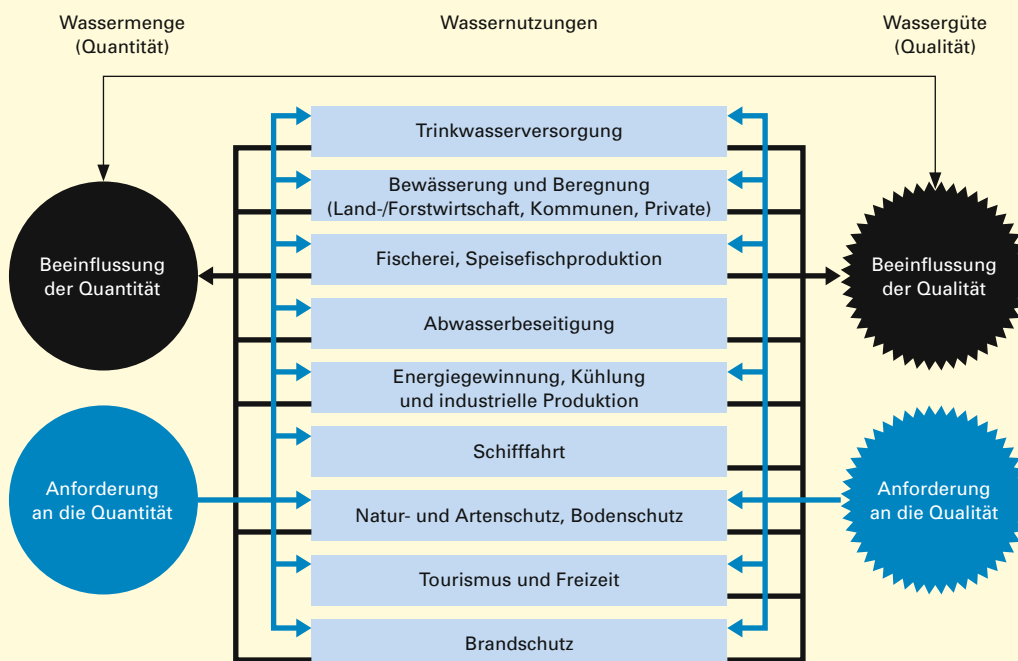 Wassermenge
(Quantität)
Wassernutzungen
Wassergüte
(Qualität)
Trinkwasserversorgung
Bewässerung und Beregnung
(Land-/Forstwirtschaft, Kommunen, Private)
Fischerei, Speisefischproduktion
Abwasserbeseitigung
Energiegewinnung, Kühlung
und industrielle Produktion
Schifffahrt
Natur- und Artenschutz, Bodenschutz
Tourismus und Freizeit
Brandschutz
Beeinflussung
der Quantität
Anforderung
an die Quantität
Beeinflussung
der Qualität
Anforderung
an die Qualität